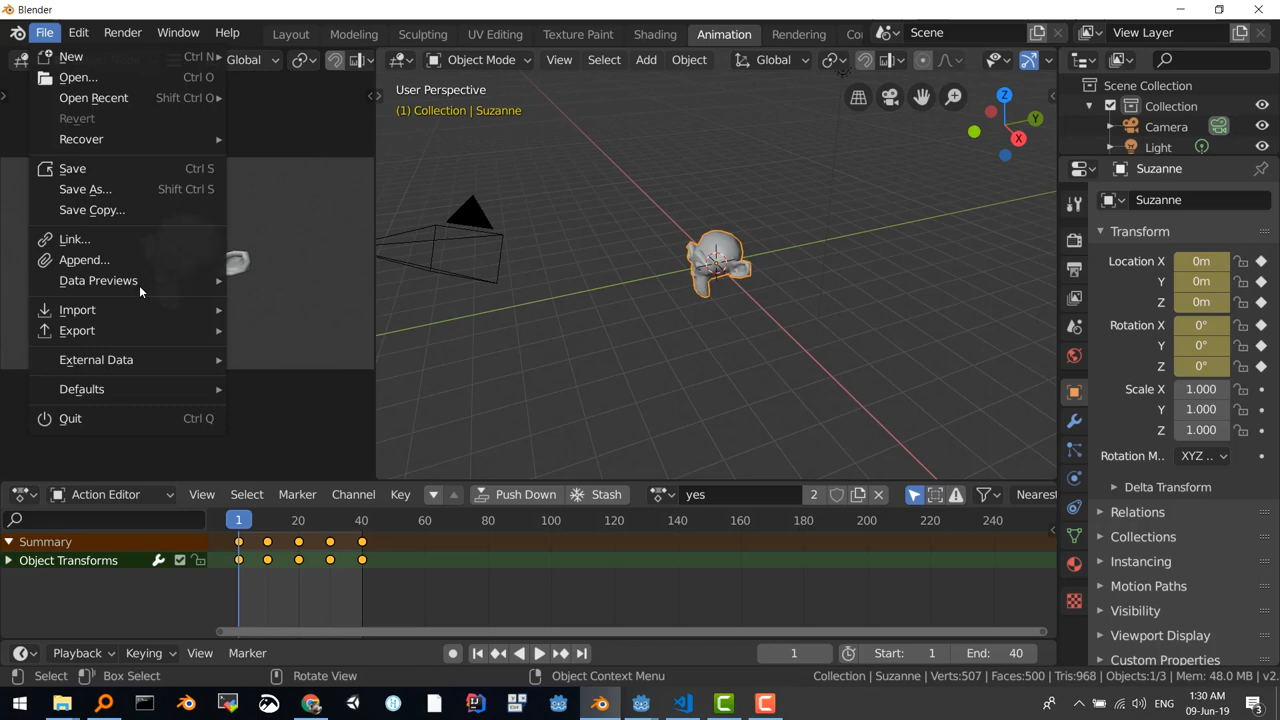 Blender
File Edit Render Window Help Layout Modeling Sculpting UV Editing Texture Paint Shading Animation Rendering Co Scene View Layer
New Ctrl N
Open... Ctrl O
Open Recent Shift Ctrl O
Revert
Recover
Save Ctrl S
Save As... Shift Ctrl S
Save Copy...
Link...
Append...
Data Previews
Import
Export
External Data
Defaults
Quit Ctrl Q
Global
Object Mode View Select Add Object Global
User Perspective
(1) Collection | Suzanne
Z
Y
X
Scene Collection
Collection
Camera
Light
Suzanne
Suzanne
Transform
Location X 0m
Y 0m
Z 0m
Rotation X 0°
Y 0°
Z 0°
Scale X 1.000
Y 1.000
Z 1.000
Rotation M.. XYZ ..
Delta Transform
Relations
Collections
Instancing
Motion Paths
Visibility
Viewport Display
Custom Properties
Action Editor View Select Marker Channel Key Push Down Stash yes 2 Nearest
1 20 40 60 80 100 120 140 160 180 200 220 240
Summary
Object Transforms
Playback Keying View Marker 1 Start: 1 End: 40
Select Box Select Rotate View Object Context Menu Collection | Suzanne | Verts:507 | Faces:500 | Tris:968 | Objects:1/3 | Mem: 48.0 MB | v2.
ENG 1:30 AM
09-Jun-19 3